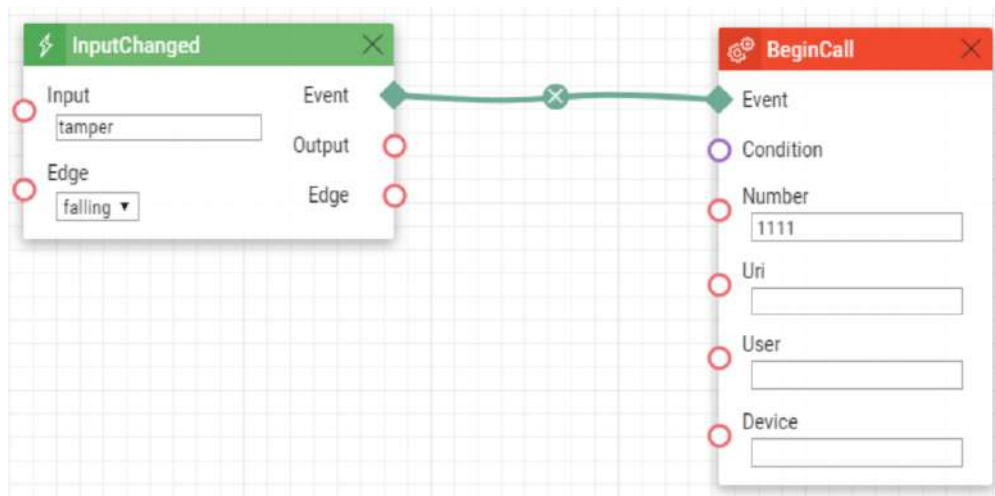 InputChanged
Input
tamper
Edge
falling
Event
Output
Edge
BeginCall
Event
Condition
Number
1111
Uri
User
Device